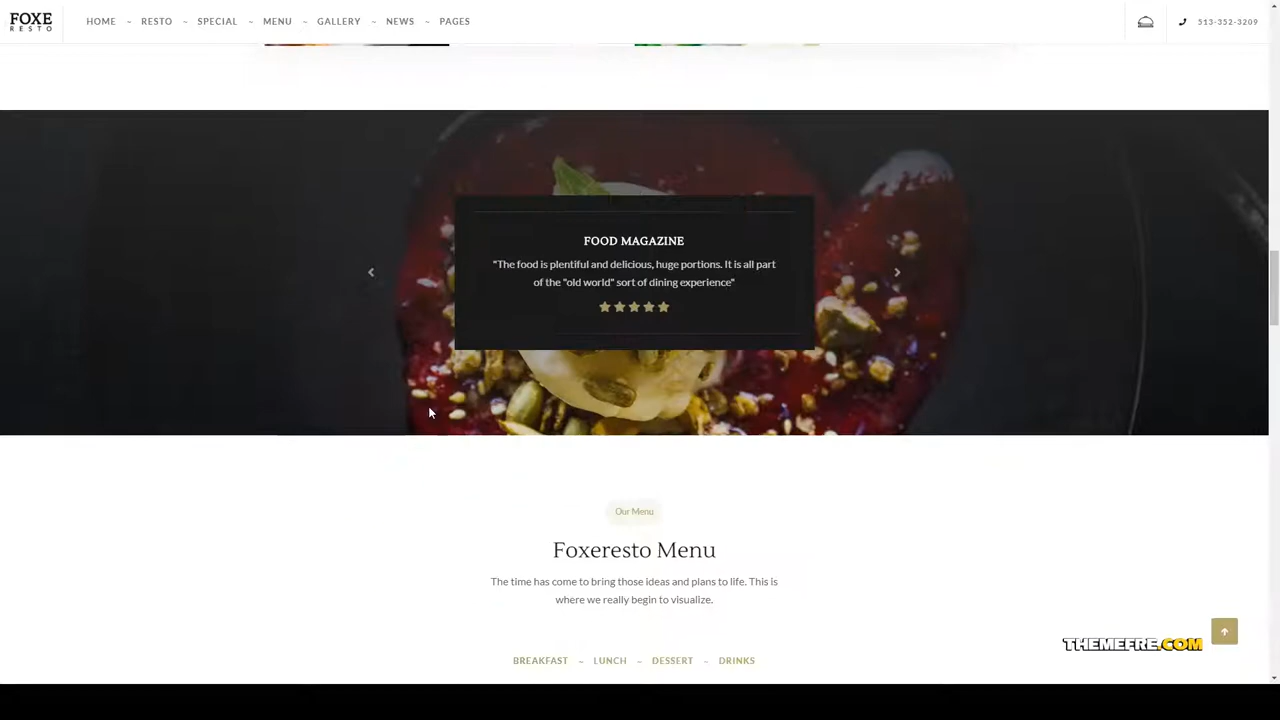 FOXE
RESTO
HOME ~ RESTO ~ SPECIAL ~ MENU ~ GALLERY ~ NEWS ~ PAGES
513-352-3209
FOOD MAGAZINE
"The food is plentiful and delicious, huge portions. It is all part
of the "old world" sort of dining experience"
Our Menu
Foxeresto Menu
The time has come to bring those ideas and plans to life. This is
where we really begin to visualize.
BREAKFAST ~ LUNCH ~ DESSERT ~ DRINKS
THEMEFRE.COM